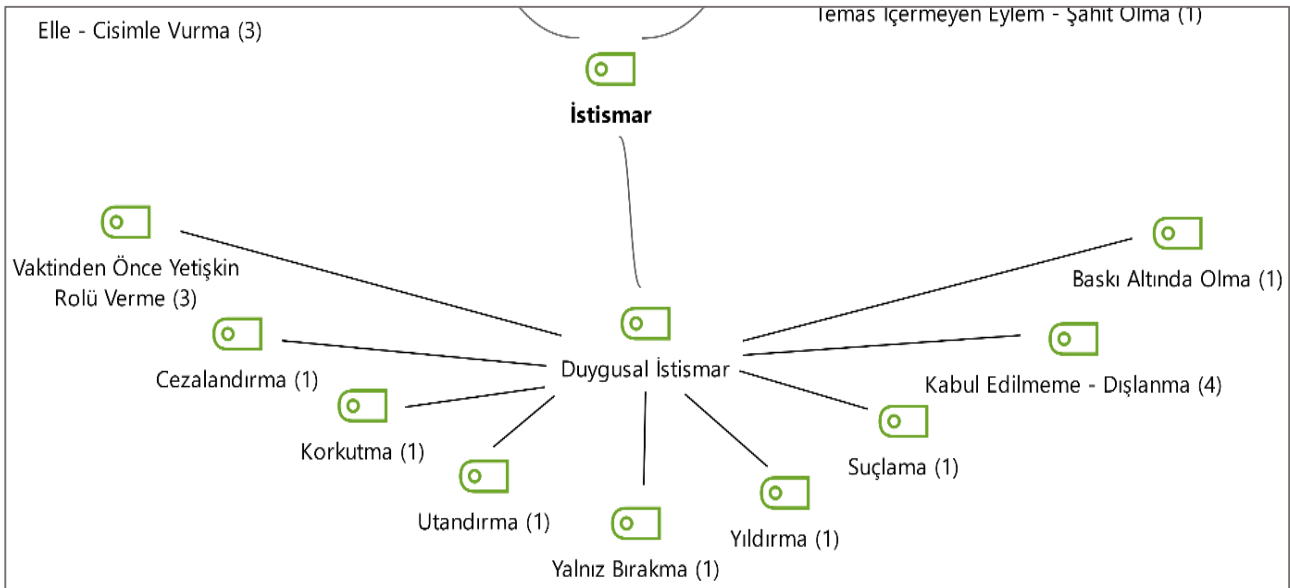 Temas İçermeyen Eylem - Şahit Olma (1)
Elle - Cisimle Vurma (3)
İstismar
Vaktinden Önce Yetişkin
Rolü Verme (3)
Baskı Altında Olma (1)
Cezalandırma (1)
Duygusal İstismar
Kabul Edilmeme - Dışlanma (4)
Korkutma (1)
Suçlama (1)
Utandırma (1)
Yıldırma (1)
Yalnız Bırakma (1)